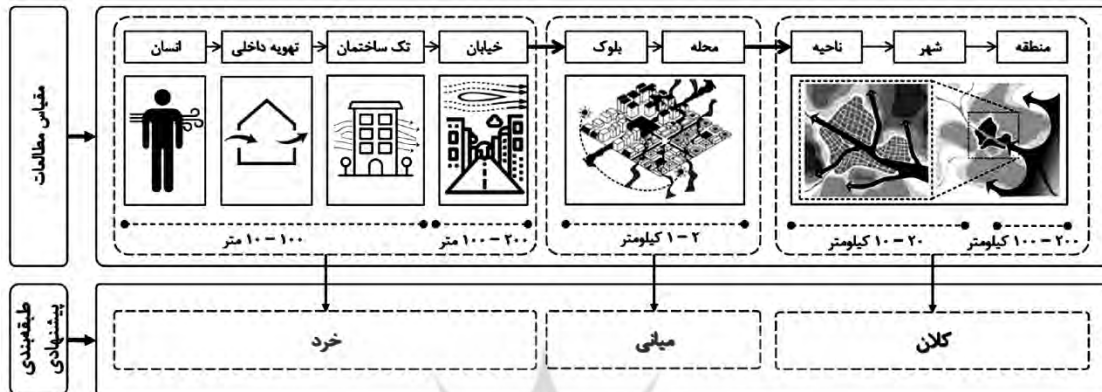 مقیاس مطالعات
انسان
تهویه داخلی
تک ساختمان
خیابان
بلوک
محله
ناحیه
شهر
منطقه
۱۰ – ۱۰۰ متر
۱۰۰ – ۲۰۰ متر
۱ – ۲ کیلومتر
۱۰ – ۲۰ کیلومتر
۱۰۰ – ۲۰۰ کیلومتر
طبقه‌بندی
پیشنهادی
خرد
میانی
کلان